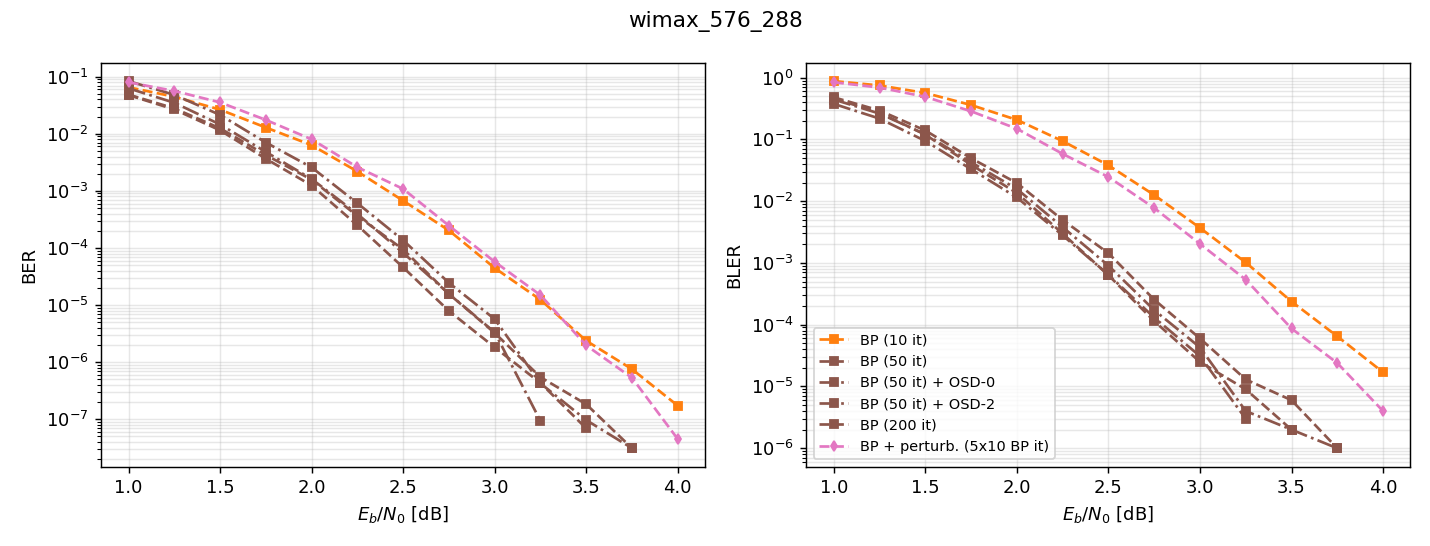 wimax_576_288
BER
10^{-1}
10^{-2}
10^{-3}
10^{-4}
10^{-5}
10^{-6}
10^{-7}
1.0 1.5 2.0 2.5 3.0 3.5 4.0
E_b/N_0 [dB]
BLER
10^{0}
10^{-1}
10^{-2}
10^{-3}
10^{-4}
10^{-5}
10^{-6}
BP (10 it)
BP (50 it)
BP (50 it) + OSD-0
BP (50 it) + OSD-2
BP (200 it)
BP + perturb. (5x10 BP it)
1.0 1.5 2.0 2.5 3.0 3.5 4.0
E_b/N_0 [dB]